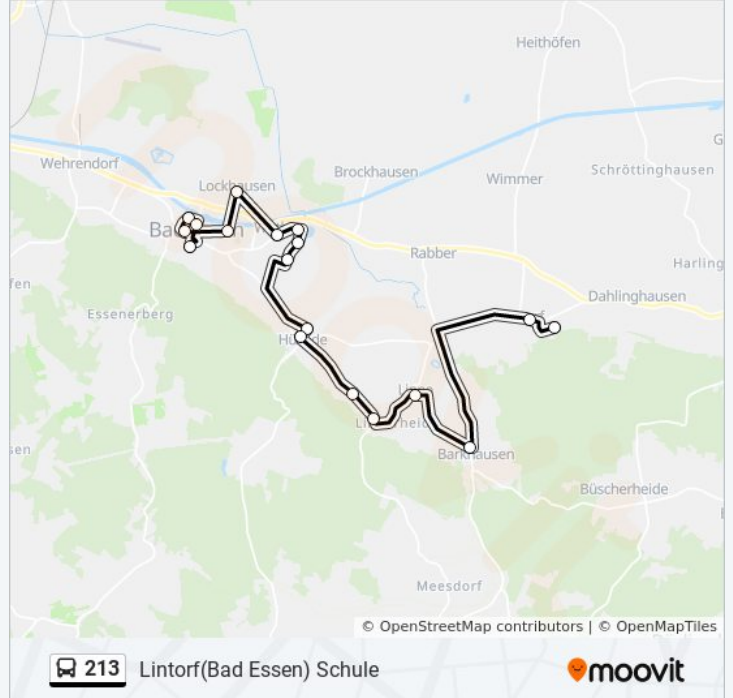 Heithöfen
Wehrendorf
Brockhausen
Schröttinghausen
Lockhausen
Wimmer
Rabber
Harling
Dahlinghausen
fen
Essenerberg
sen
Barkhausen
Büscherheide
Meesdorf
© OpenStreetMap contributors | © OpenMapTiles
213 Lintorf(Bad Essen) Schule
moovit